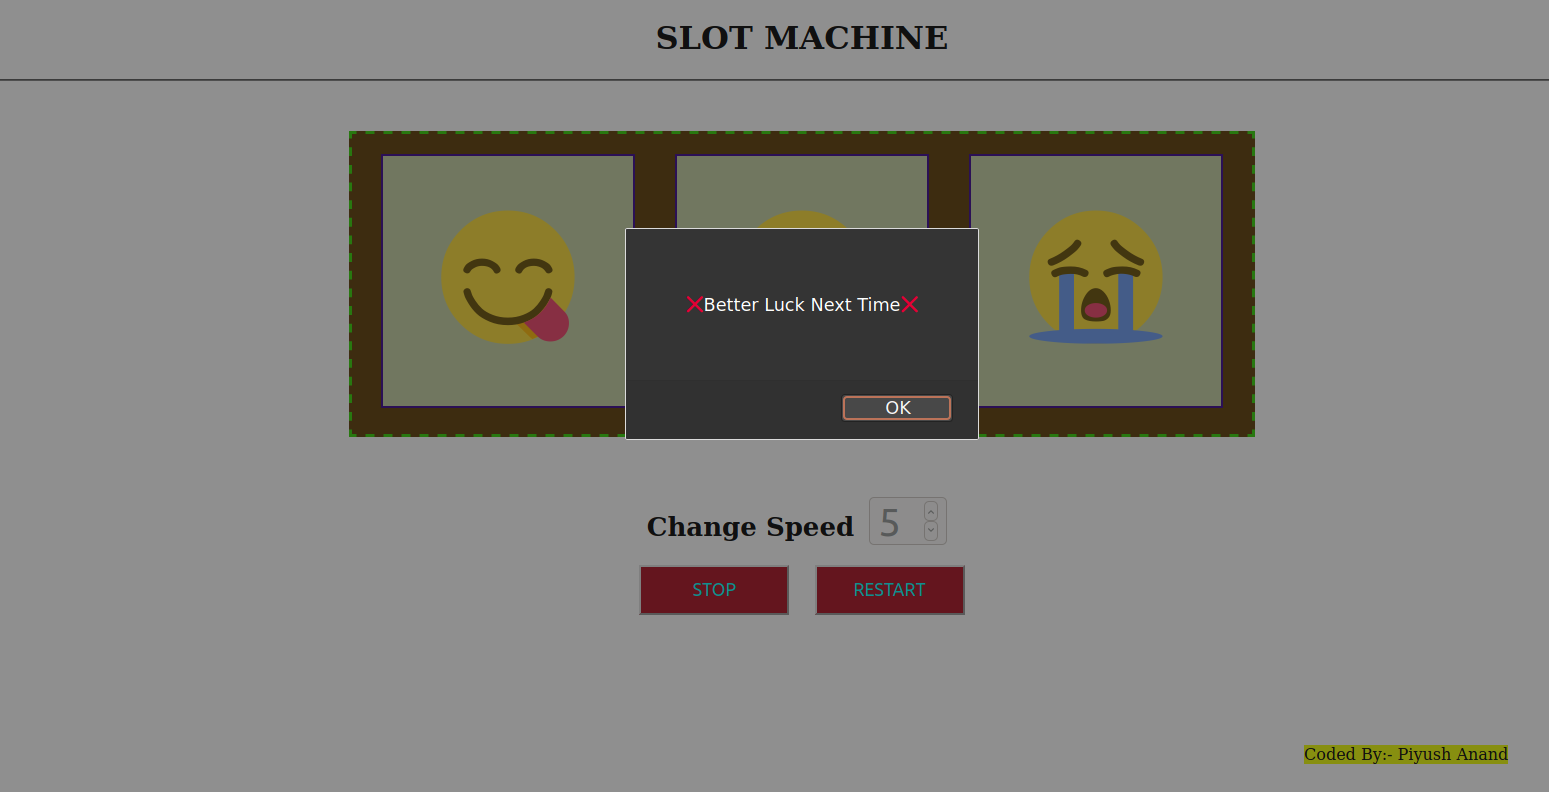 SLOT MACHINE
❌Better Luck Next Time❌
OK
Change Speed 5
STOP RESTART
Coded By:- Piyush Anand